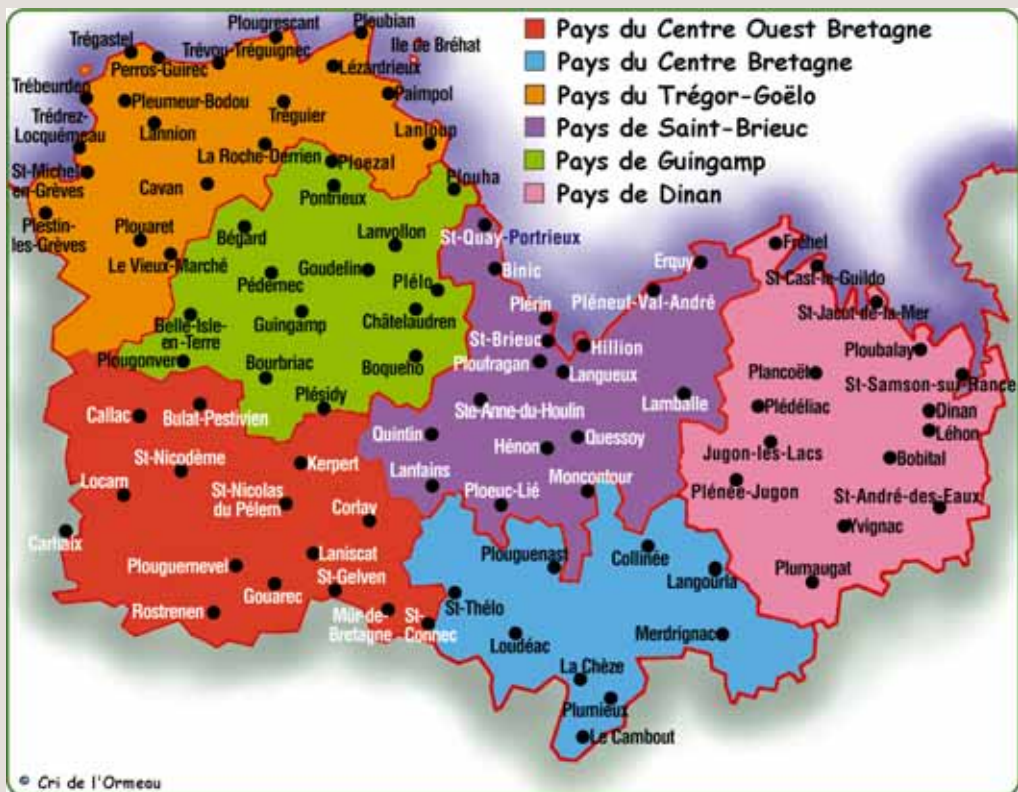 Pays du Centre Ouest Bretagne
Pays du Centre Bretagne
Pays du Trégor-Goëlo
Pays de Saint-Brieuc
Pays de Guingamp
Pays de Dinan
Plougrescant
Ploubian
Trégastel
Trévou-Tréguignec
Ile de Bréhat
Perros-Guirec
Lézardrieux
Trébeurden
Pleumeur-Bodou
Paimpol
Trédrez-
Locquémeau
Lannion
Tréguier
Lanloup
La Roche-Derrien
Ploezal
St-Michel
en-Grèves
Cavan
Pontrieux
Plouha
Plestin-
les-Grèves
Plouaret
Bégard
Lanvollon
St-Quay-Portrieux
Le Vieux-Marché
Goudelin
Pédernec
Plélo
Binic
Erquy
Fréhel
St-Cast-le-Guildo
Belle-Isle-
en-Terre
Guingamp
Châtelaudren
Plérin
Pléneuf-Val-André
St-Jacut-de-la-Mer
St-Brieuc
Hillion
Ploubalay
Plougonver
Bourbriac
Boqueho
Ploufragan
Langueux
Plancoët
St-Samson-sur-Rance
Callac
Bulat-Pestivien
Plésidy
Ste-Anne-du-Houlin
Lamballe
Plédéliac
Dinan
Léhon
Quintin
Hénon
Quessoy
Jugon-les-Lacs
Bobital
St-Nicodème
Kerpert
Lanfains
Moncontour
Locarn
St-Nicolas
du Pélem
Ploeuc-Lié
Plénée-Jugon
St-André-des-Eaux
Corlay
Yvignac
Carhaix
Laniscat
Plouguenast
Collinée
Plouguernevel
St-Gelven
Langourla
Plumaugat
Gouarec
St-Thélo
Rostrenen
Mûr-de-
Bretagne
St-
Connec
Loudéac
Merdrignac
La Chèze
Plumieux
Le Cambout
© Cri de l'Ormeau